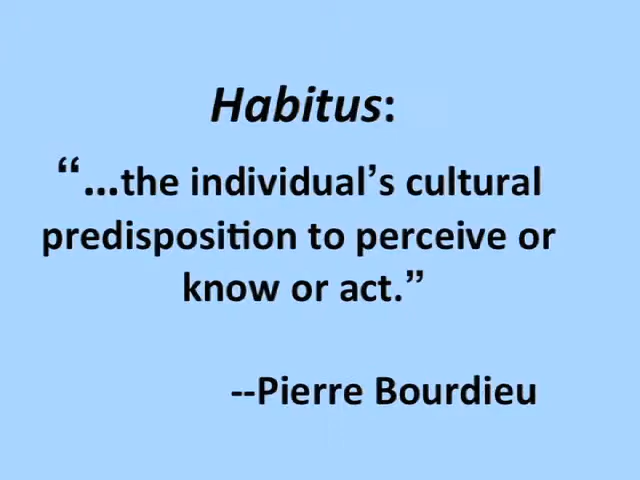 Habitus:
“...the individual’s cultural
predisposition to perceive or
know or act.”
--Pierre Bourdieu